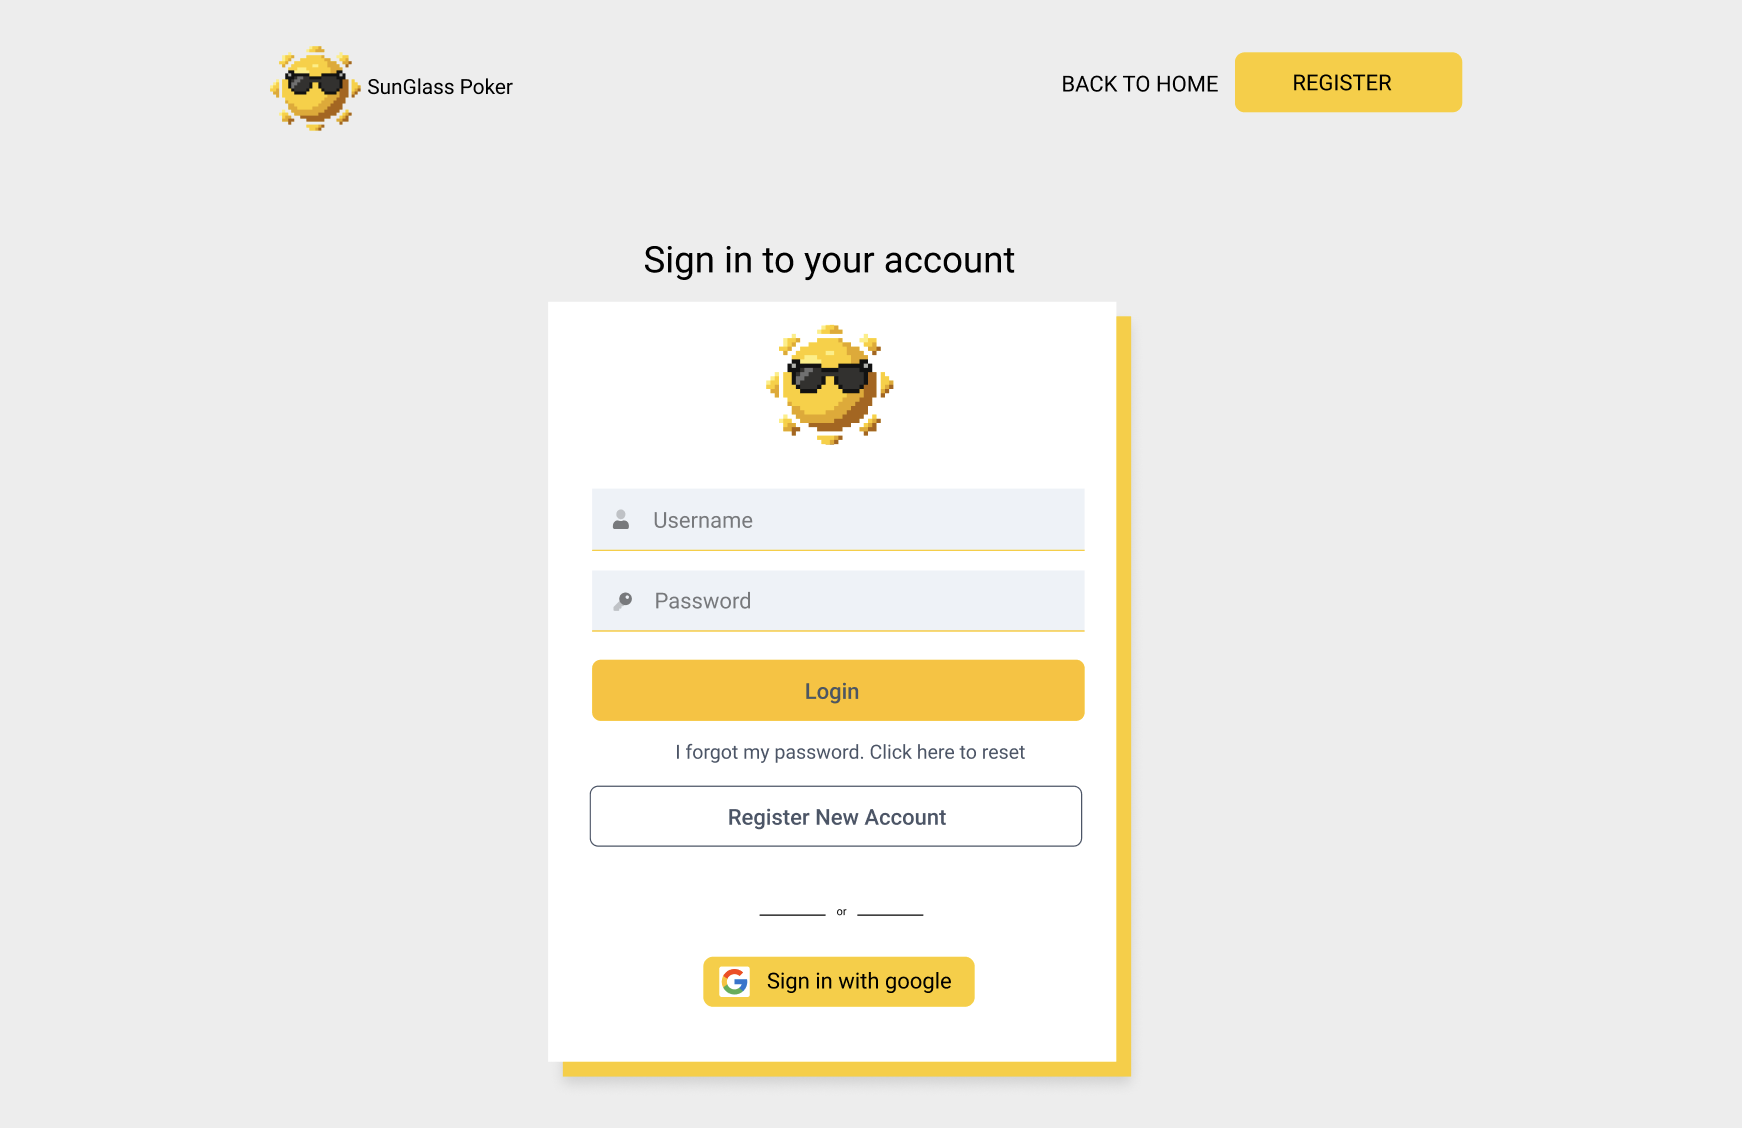 SunGlass Poker
BACK TO HOME
REGISTER
Sign in to your account
Username
Password
Login
I forgot my password. Click here to reset
Register New Account
or
Sign in with google